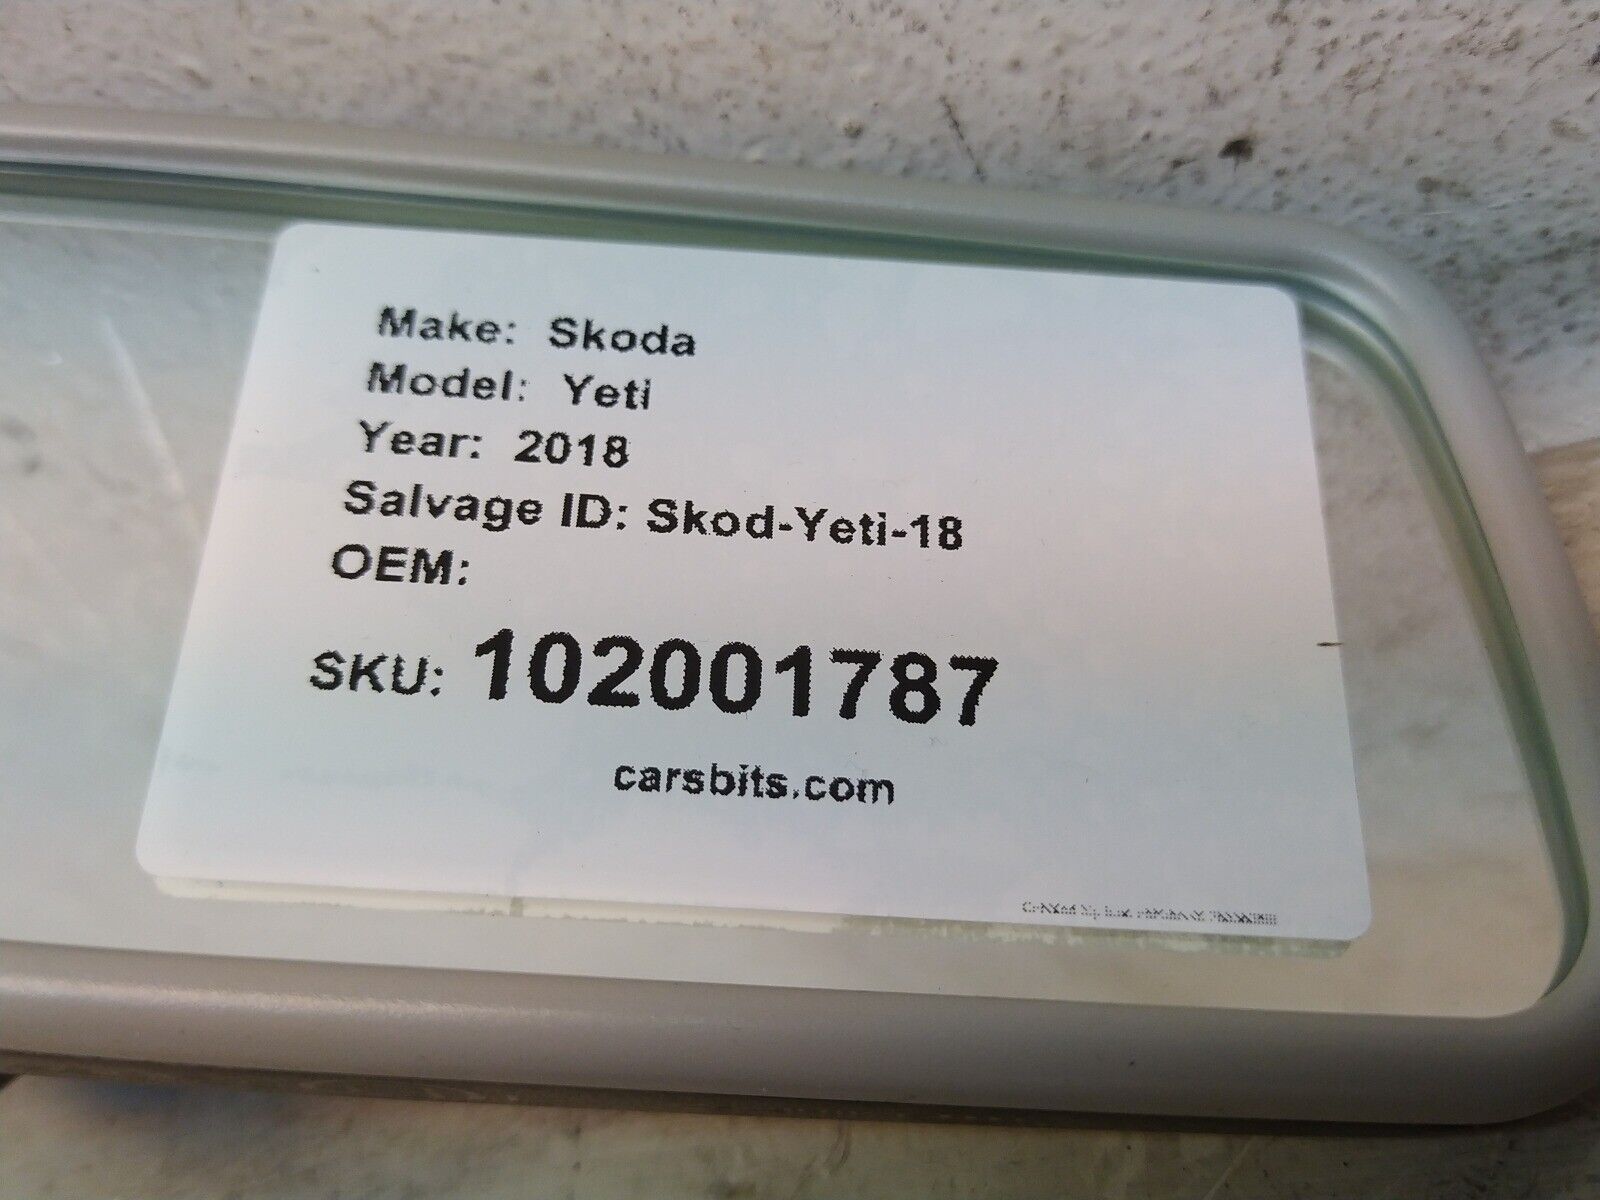 Make: Skoda
Model: Yeti
Year: 2018
Salvage ID: Skod-Yeti-18
OEM:
SKU: 102001787
carsbits.com